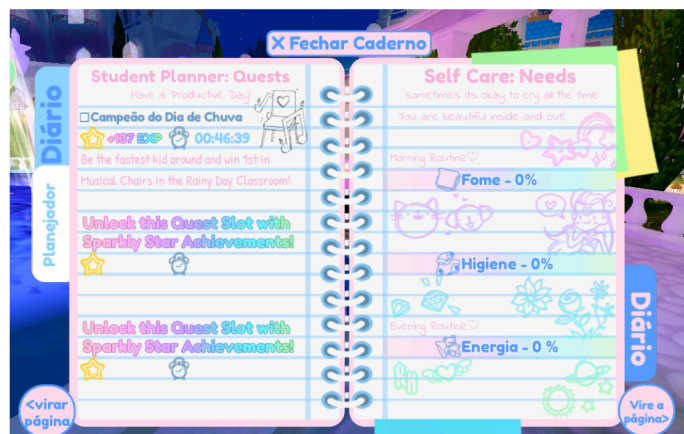 X Fechar Caderno
Diário
Planejador
Student Planner: Quests
Have a Productive Day!
Campeão do Dia de Chuva
+137 EXP 00:46:39
Be the fastest kid around and win 1st in
Musical Chairs in the Rainy Day Classroom!
Unlock this Quest Slot with
Sparkly Star Achievements!
Unlock this Quest Slot with
Sparkly Star Achievements!
<virar
página
Self Care: Needs
sometimes its okay to cry all the time
You are beautiful inside and out!
Morning Routine♡
Fome - 0%
Higiene - 0%
Evening Routine♡
Energia - 0 %
Diário
Vire a
página>